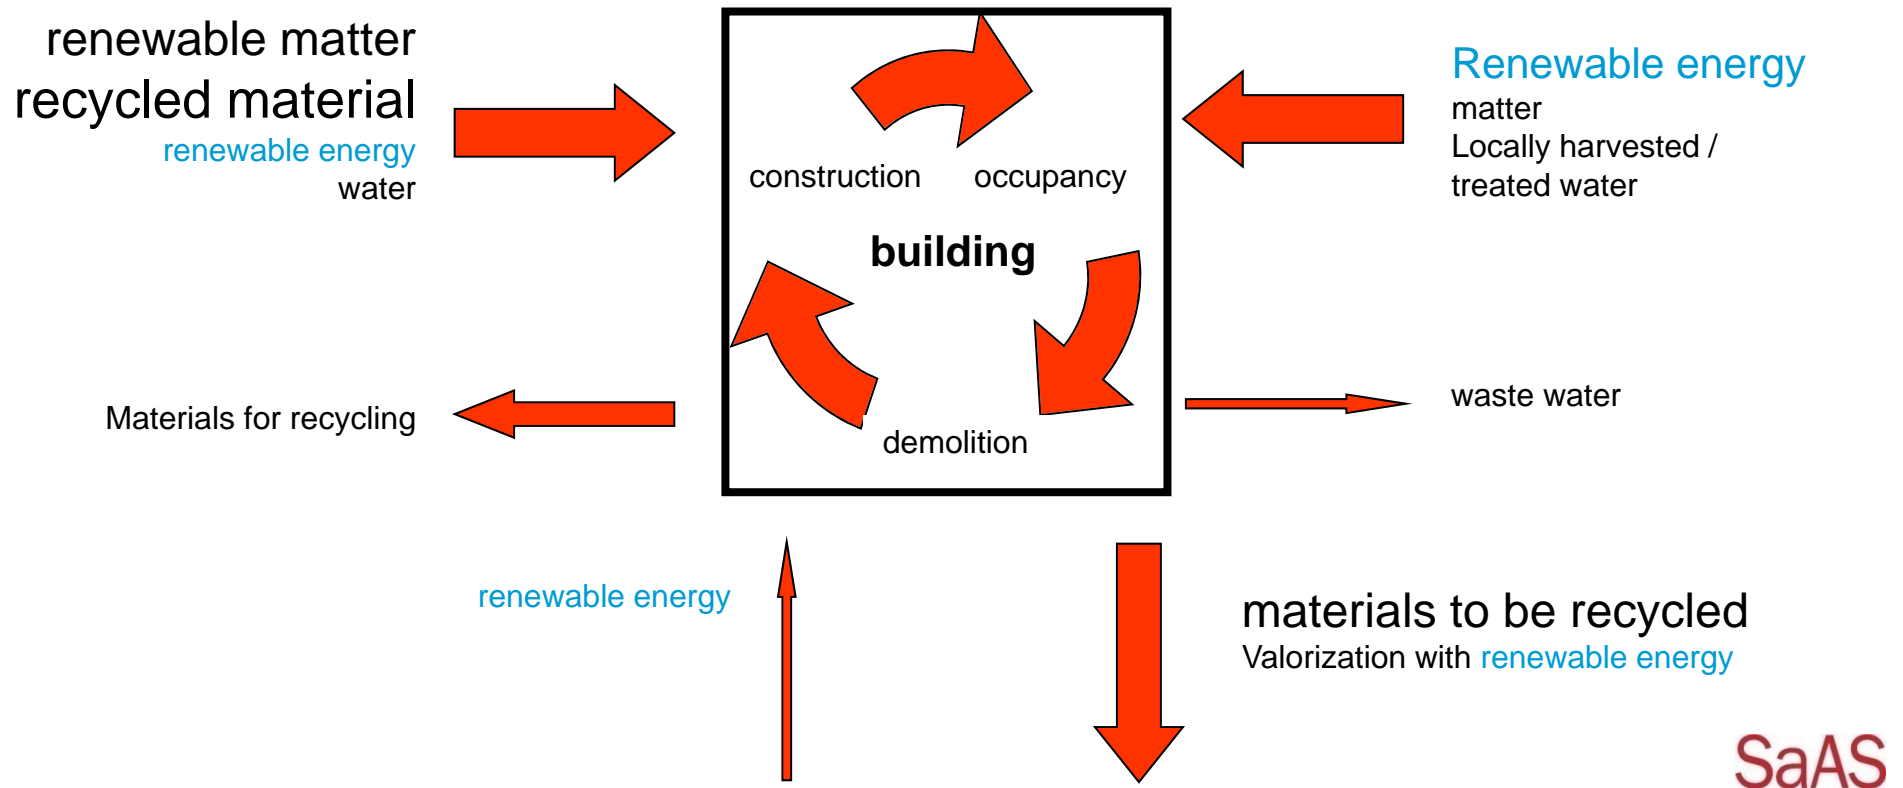 renewable matter
recycled material
renewable energy
water
construction
occupancy
building
demolition
Renewable energy
matter
Locally harvested /
treated water
Materials for recycling
waste water
renewable energy
materials to be recycled
Valorization with renewable energy
SaAS